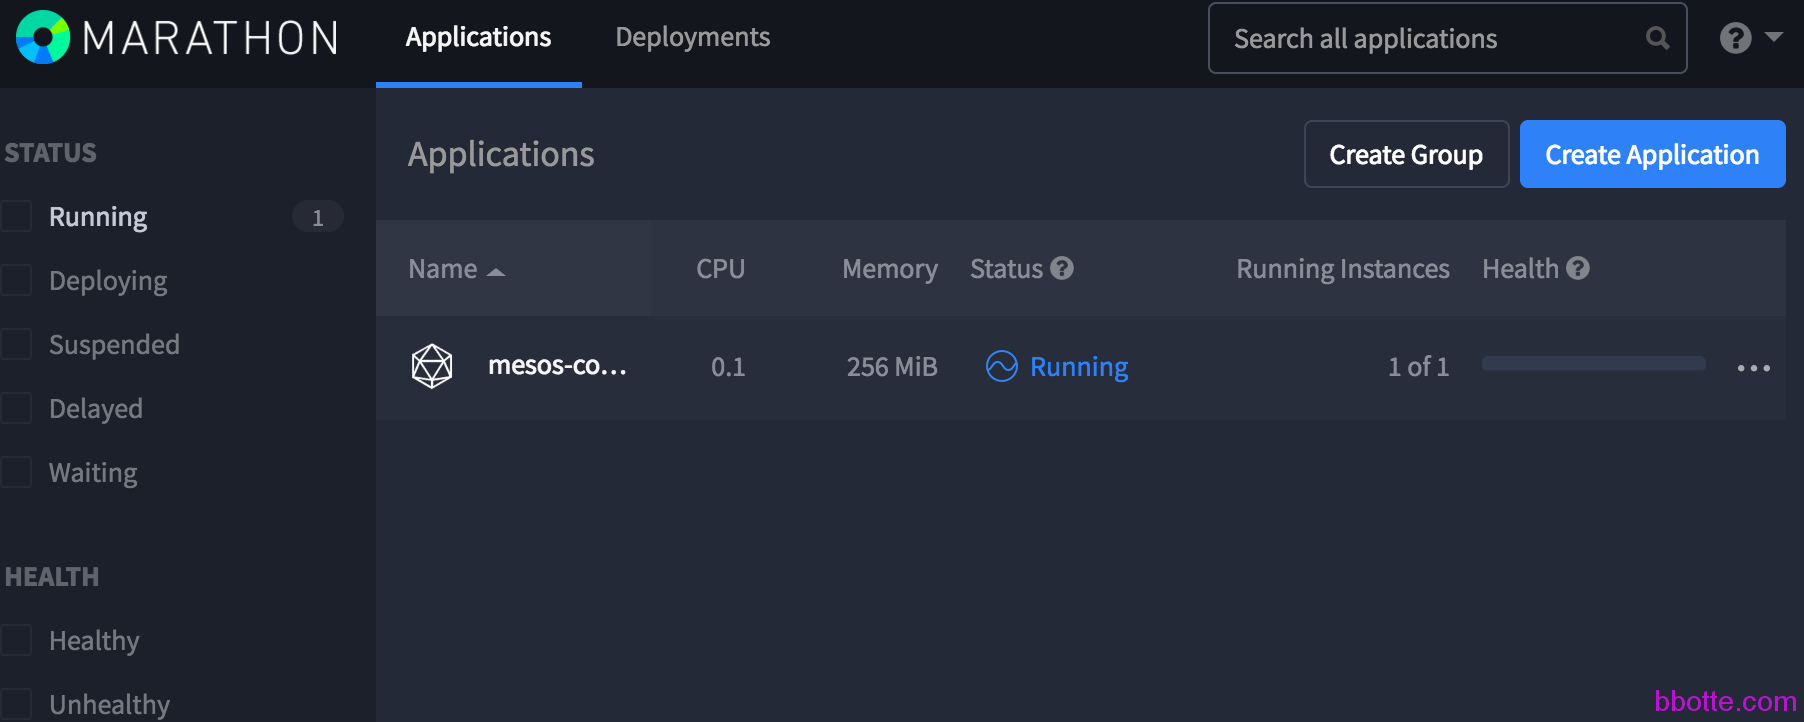 MARATHON
Applications
Deployments
Search all applications
STATUS
Running 1
Deploying
Suspended
Delayed
Waiting
HEALTH
Healthy
Unhealthy
Applications
Create Group
Create Application
Name CPU Memory Status Running Instances Health
mesos-co... 0.1 256 MiB Running 1 of 1
bbotte.com